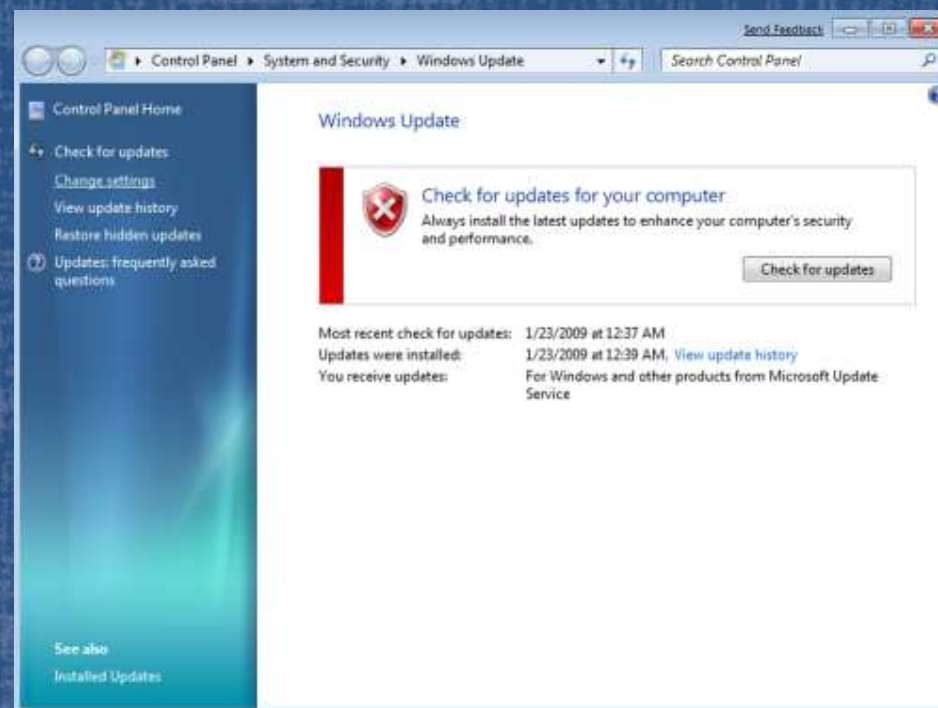 Send Feedback
Control Panel ▸ System and Security ▸ Windows Update
Search Control Panel
Control Panel Home
Check for updates
Change settings
View update history
Restore hidden updates
Updates: frequently asked
questions
See also
Installed Updates
Windows Update
Check for updates for your computer
Always install the latest updates to enhance your computer's security
and performance.
Check for updates
Most recent check for updates: 1/23/2009 at 12:37 AM
Updates were installed: 1/23/2009 at 12:39 AM. View update history
You receive updates: For Windows and other products from Microsoft Update
Service